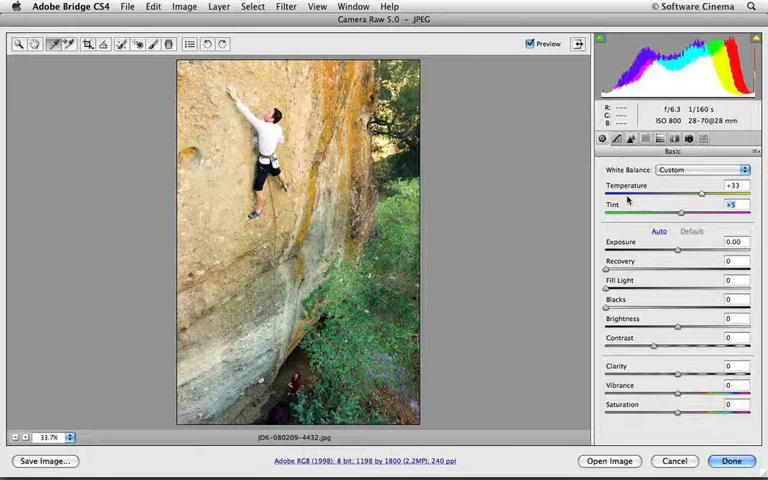 Adobe Bridge CS4 File Edit Image Layer Select Filter View Window Help © Software Cinema
Camera Raw 5.0 - JPEG
Preview
R: ---
G: ---
B: ---
f/6.3 1/160 s
ISO 800 28-70@28 mm
Basic
White Balance: Custom
Temperature +33
Tint +5
Auto Default
Exposure 0.00
Recovery 0
Fill Light 0
Blacks 0
Brightness 0
Contrast 0
Clarity 0
Vibrance 0
Saturation 0
33.7% JDK-080209-4432.jpg
Save Image... Adobe RGB (1998); 8 bit; 1198 by 1800 (2.2MP); 240 ppi Open Image Cancel Done